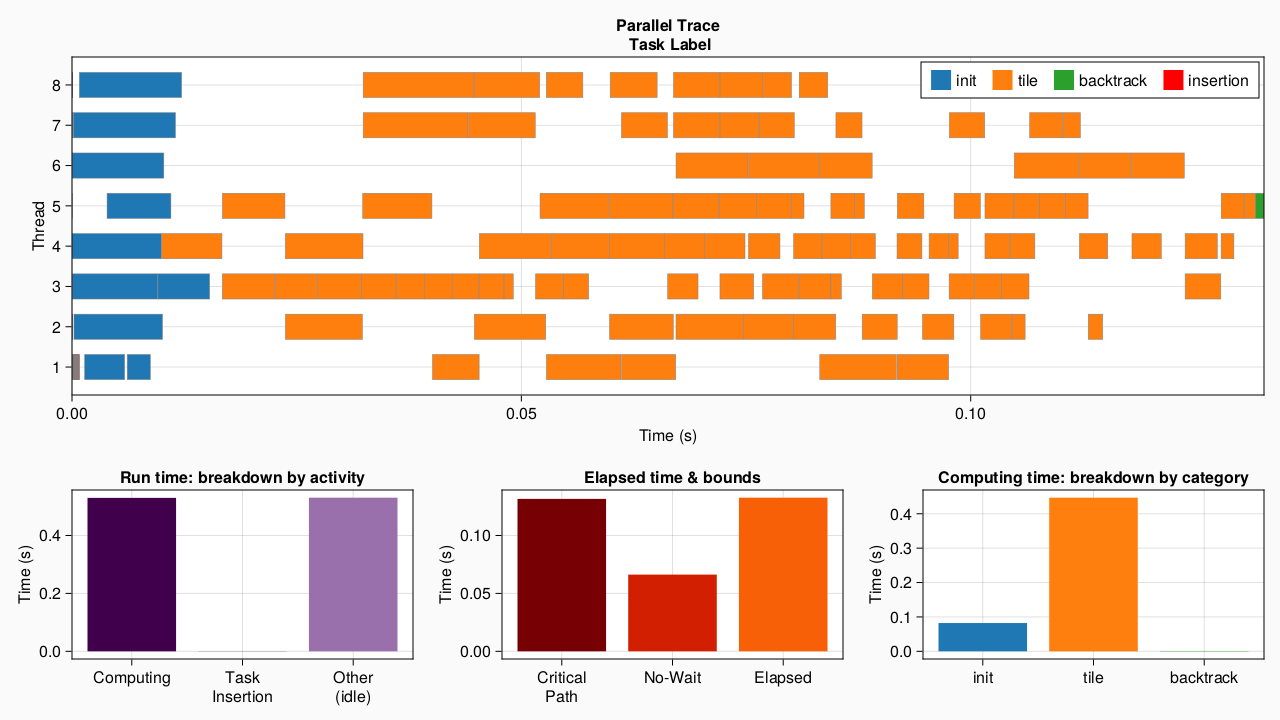 Parallel Trace
Task Label
init tile backtrack insertion
Thread
8
7
6
5
4
3
2
1
0.00 0.05 0.10
Time (s)
Run time: breakdown by activity
Time (s)
0.4
0.2
0.0
Computing Task Insertion Other (idle)
Elapsed time & bounds
Time (s)
0.10
0.05
0.00
Critical Path No-Wait Elapsed
Computing time: breakdown by category
Time (s)
0.4
0.3
0.2
0.1
0.0
init tile backtrack